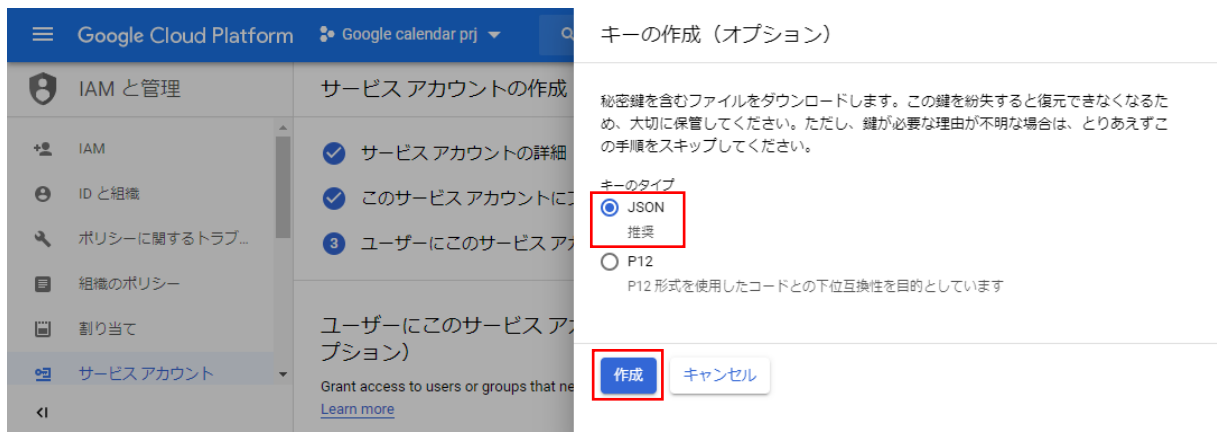 Google Cloud Platform
Google calendar prj
IAM と管理
IAM
ID と組織
ポリシーに関するトラブ...
組織のポリシー
割り当て
サービス アカウント
サービス アカウントの作成
サービス アカウントの詳細
このサービス アカウントに
3 ユーザーにこのサービス ア
ユーザーにこのサービス ア
プション）
Grant access to users or groups that ne
Learn more
キーの作成（オプション）
秘密鍵を含むファイルをダウンロードします。この鍵を紛失すると復元できなくなるた
め、大切に保管してください。ただし、鍵が必要な理由が不明な場合は、とりあえずこ
の手順をスキップしてください。
キーのタイプ
JSON
推奨
P12
P12 形式を使用したコードとの下位互換性を目的としています
作成
キャンセル